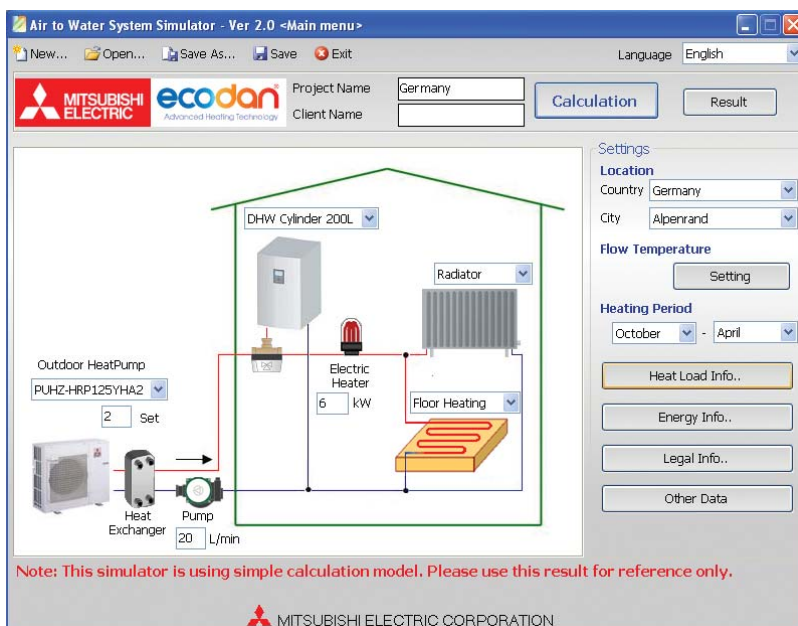 Air to Water System Simulator - Ver 2.0 <Main menu>
New... Open... Save As... Save Exit Language English
MITSUBISHI ELECTRIC
ecodan
Advanced Heating Technology
Project Name Germany
Client Name
Calculation
Result
DHW Cylinder 200L
Radiator
Electric Heater
6 kW
Floor Heating
Outdoor HeatPump
PUHZ-HRP125YHA2
2 Set
Heat Exchanger
Pump
20 L/min
Settings
Location
Country Germany
City Alpenrand
Flow Temperature
Setting
Heating Period
October - April
Heat Load Info..
Energy Info..
Legal Info..
Other Data
Note: This simulator is using simple calculation model. Please use this result for reference only.
MITSUBISHI ELECTRIC CORPORATION